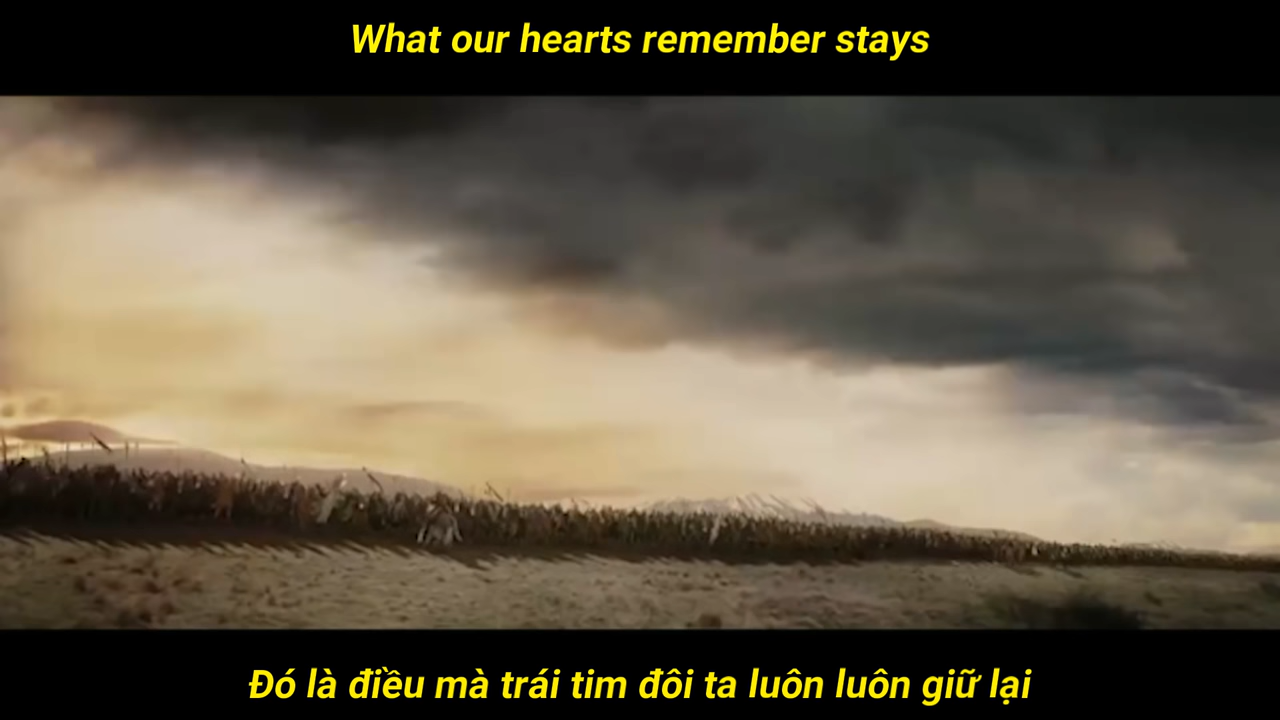 What our hearts remember stays
Đó là điều mà trái tim đôi ta luôn luôn giữ lại